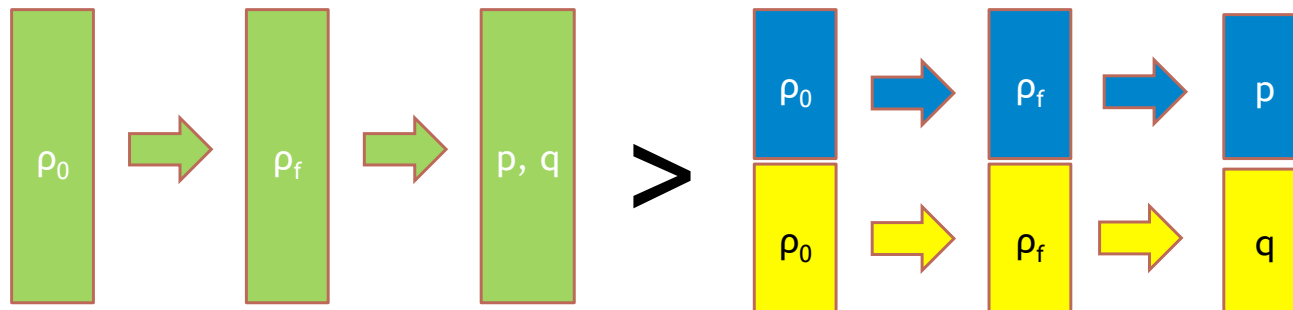 ρ₀ ρf p, q > ρ₀ ρf p
ρ₀ ρf q